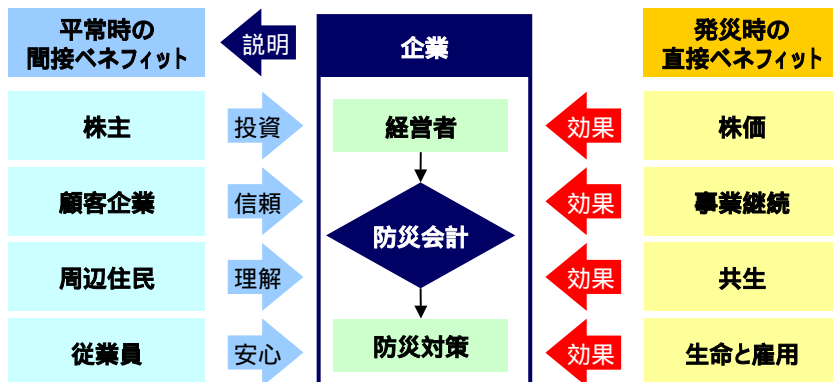 平常時の
間接ベネフィット
説明
企業
発災時の
直接ベネフィット
株主
投資
経営者
効果
株価
顧客企業
信頼
防災会計
効果
事業継続
周辺住民
理解
効果
共生
従業員
安心
防災対策
効果
生命と雇用